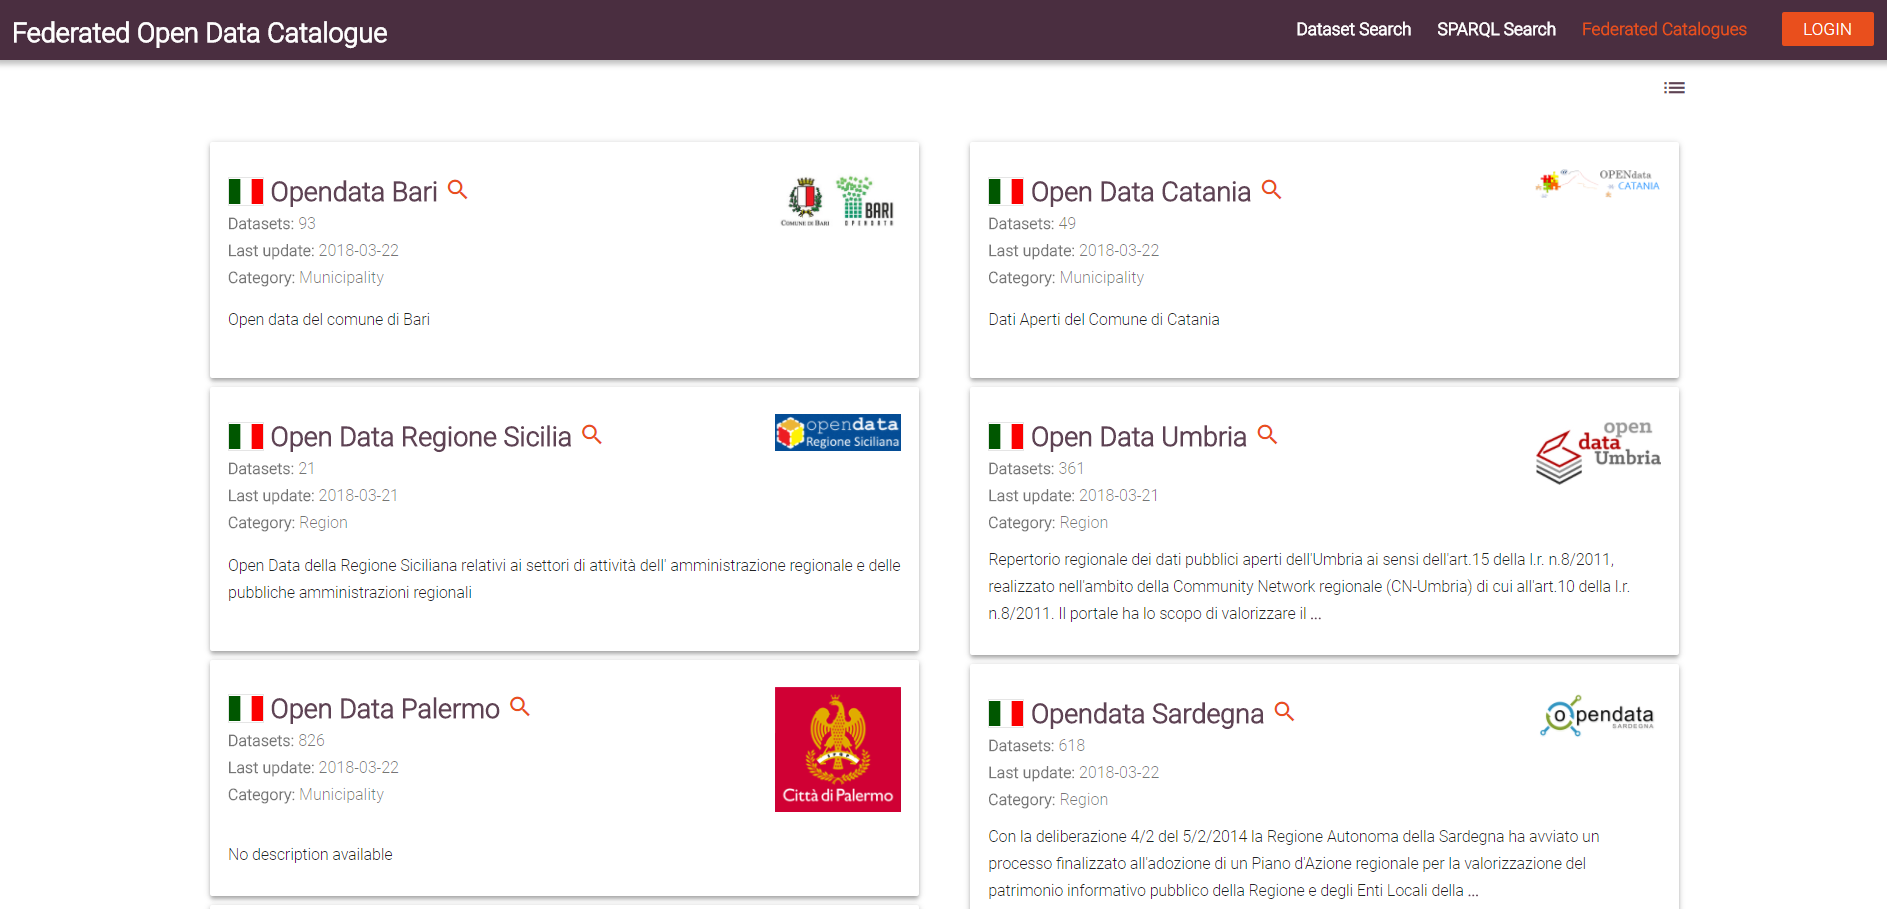 Federated Open Data Catalogue
Dataset Search
SPARQL Search
Federated Catalogues
LOGIN
Opendata Bari
COMUNE DI BARI
BARI
OPENDATA
Datasets: 93
Last update: 2018-03-22
Category: Municipality
Open data del comune di Bari
Open Data Catania
OPENdata
CATANIA
Datasets: 49
Last update: 2018-03-22
Category: Municipality
Dati Aperti del Comune di Catania
Open Data Regione Sicilia
opendata
Regione Siciliana
Datasets: 21
Last update: 2018-03-21
Category: Region
Open Data della Regione Siciliana relativi ai settori di attività dell' amministrazione regionale e delle
pubbliche amministrazioni regionali
Open Data Umbria
open
data
Umbria
Datasets: 361
Last update: 2018-03-21
Category: Region
Repertorio regionale dei dati pubblici aperti dell'Umbria ai sensi dell'art.15 della l.r. n.8/2011,
realizzato nell'ambito della Community Network regionale (CN-Umbria) di cui all'art.10 della l.r.
n.8/2011. Il portale ha lo scopo di valorizzare il ...
Open Data Palermo
SPQP
Città di Palermo
Datasets: 826
Last update: 2018-03-22
Category: Municipality
No description available
Opendata Sardegna
opendata
SARDEGNA
Datasets: 618
Last update: 2018-03-22
Category: Region
Con la deliberazione 4/2 del 5/2/2014 la Regione Autonoma della Sardegna ha avviato un
processo finalizzato all'adozione di un Piano d'Azione regionale per la valorizzazione del
patrimonio informativo pubblico della Regione e degli Enti Locali della ...